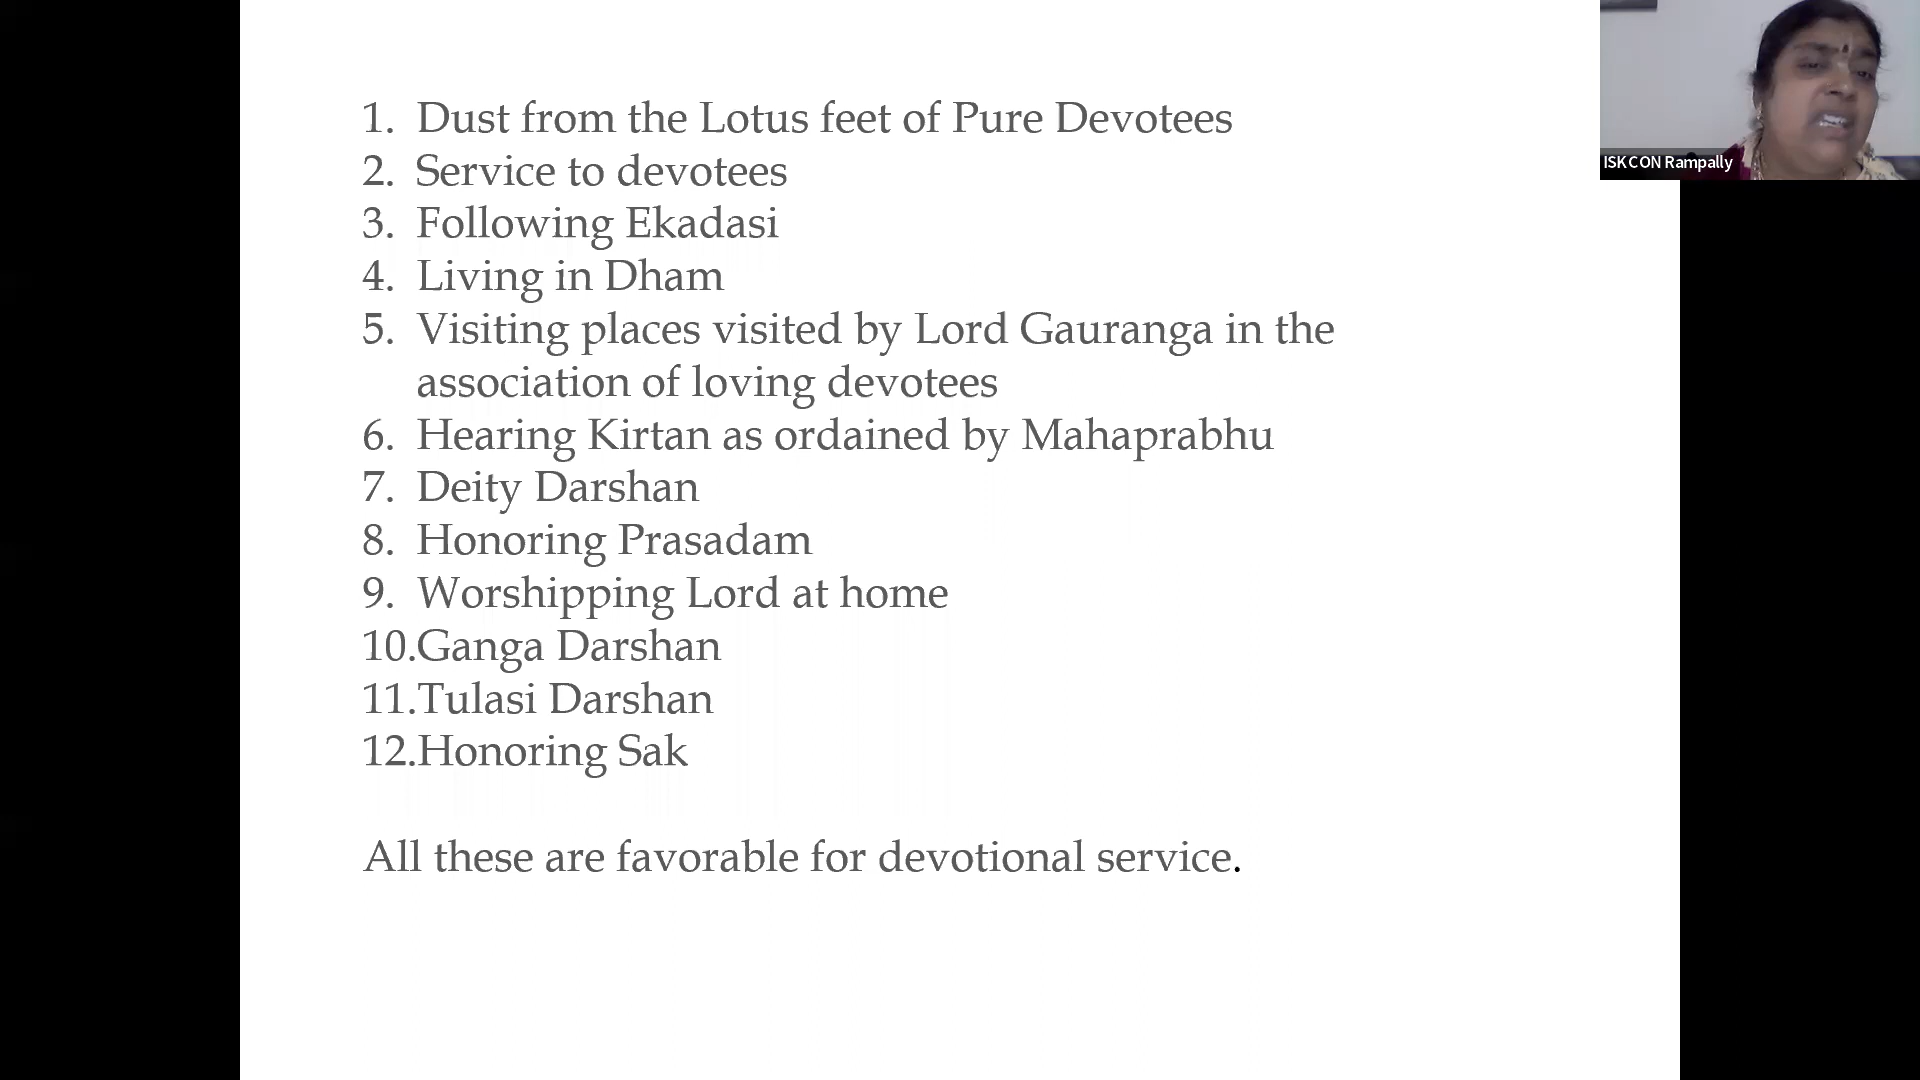 1. Dust from the Lotus feet of Pure Devotees
2. Service to devotees
3. Following Ekadasi
4. Living in Dham
5. Visiting places visited by Lord Gauranga in the
association of loving devotees
6. Hearing Kirtan as ordained by Mahaprabhu
7. Deity Darshan
8. Honoring Prasadam
9. Worshipping Lord at home
10.Ganga Darshan
11.Tulasi Darshan
12.Honoring Sak
All these are favorable for devotional service.
ISKCON Rampally